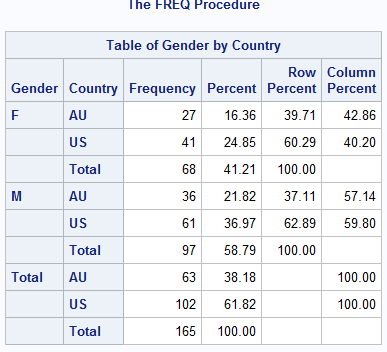 The FREQ Procedure
Table of Gender by Country
Gender Country Frequency Percent Row Percent Column Percent
F AU 27 16.36 39.71 42.86
US 41 24.85 60.29 40.20
Total 68 41.21 100.00
M AU 36 21.82 37.11 57.14
US 61 36.97 62.89 59.80
Total 97 58.79 100.00
Total AU 63 38.18 100.00
US 102 61.82 100.00
Total 165 100.00